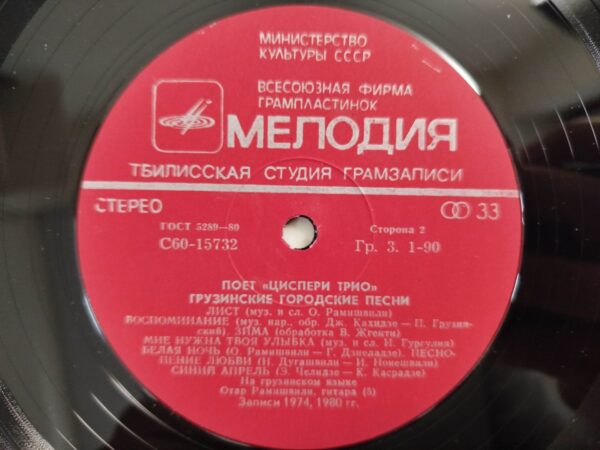 МИНИСТЕРСТВО
КУЛЬТУРЫ СССР
ВСЕСОЮЗНАЯ ФИРМА
ГРАМПЛАСТИНОК
МЕЛОДИЯ
ТБИЛИССКАЯ СТУДИЯ ГРАМЗАПИСИ
СТЕРЕО
33
ГОСТ 5289—80
Сторона 2
С60-15732
Гр. 3. 1-90
ПОЕТ «ЦИСПЕРИ ТРИО»
ГРУЗИНСКИЕ ГОРОДСКИЕ ПЕСНИ
ЛИСТ (муз. и сл. О. Рамишвили)
ВОСПОМИНАНИЕ (муз. нар., обр. Дж. Кахидзе — П. Грузин-
ский). ЗИМА (обработка В. Жгенти)
МНЕ НУЖНА ТВОЯ УЛЫБКА (муз. и сл. И. Гургулия)
БЕЛАЯ НОЧЬ (О. Рамишвили — Г. Дзнеладзе). ПЕСНО-
ПЕНИЕ ЛЮБВИ (Н. Дугашвили — И. Нонешвили)
СИНИЙ АПРЕЛЬ (Э. Челидзе — К. Касрадзе)
На грузинском языке
Отар Рамишвили, гитара (5)
Записи 1974, 1980 гг.